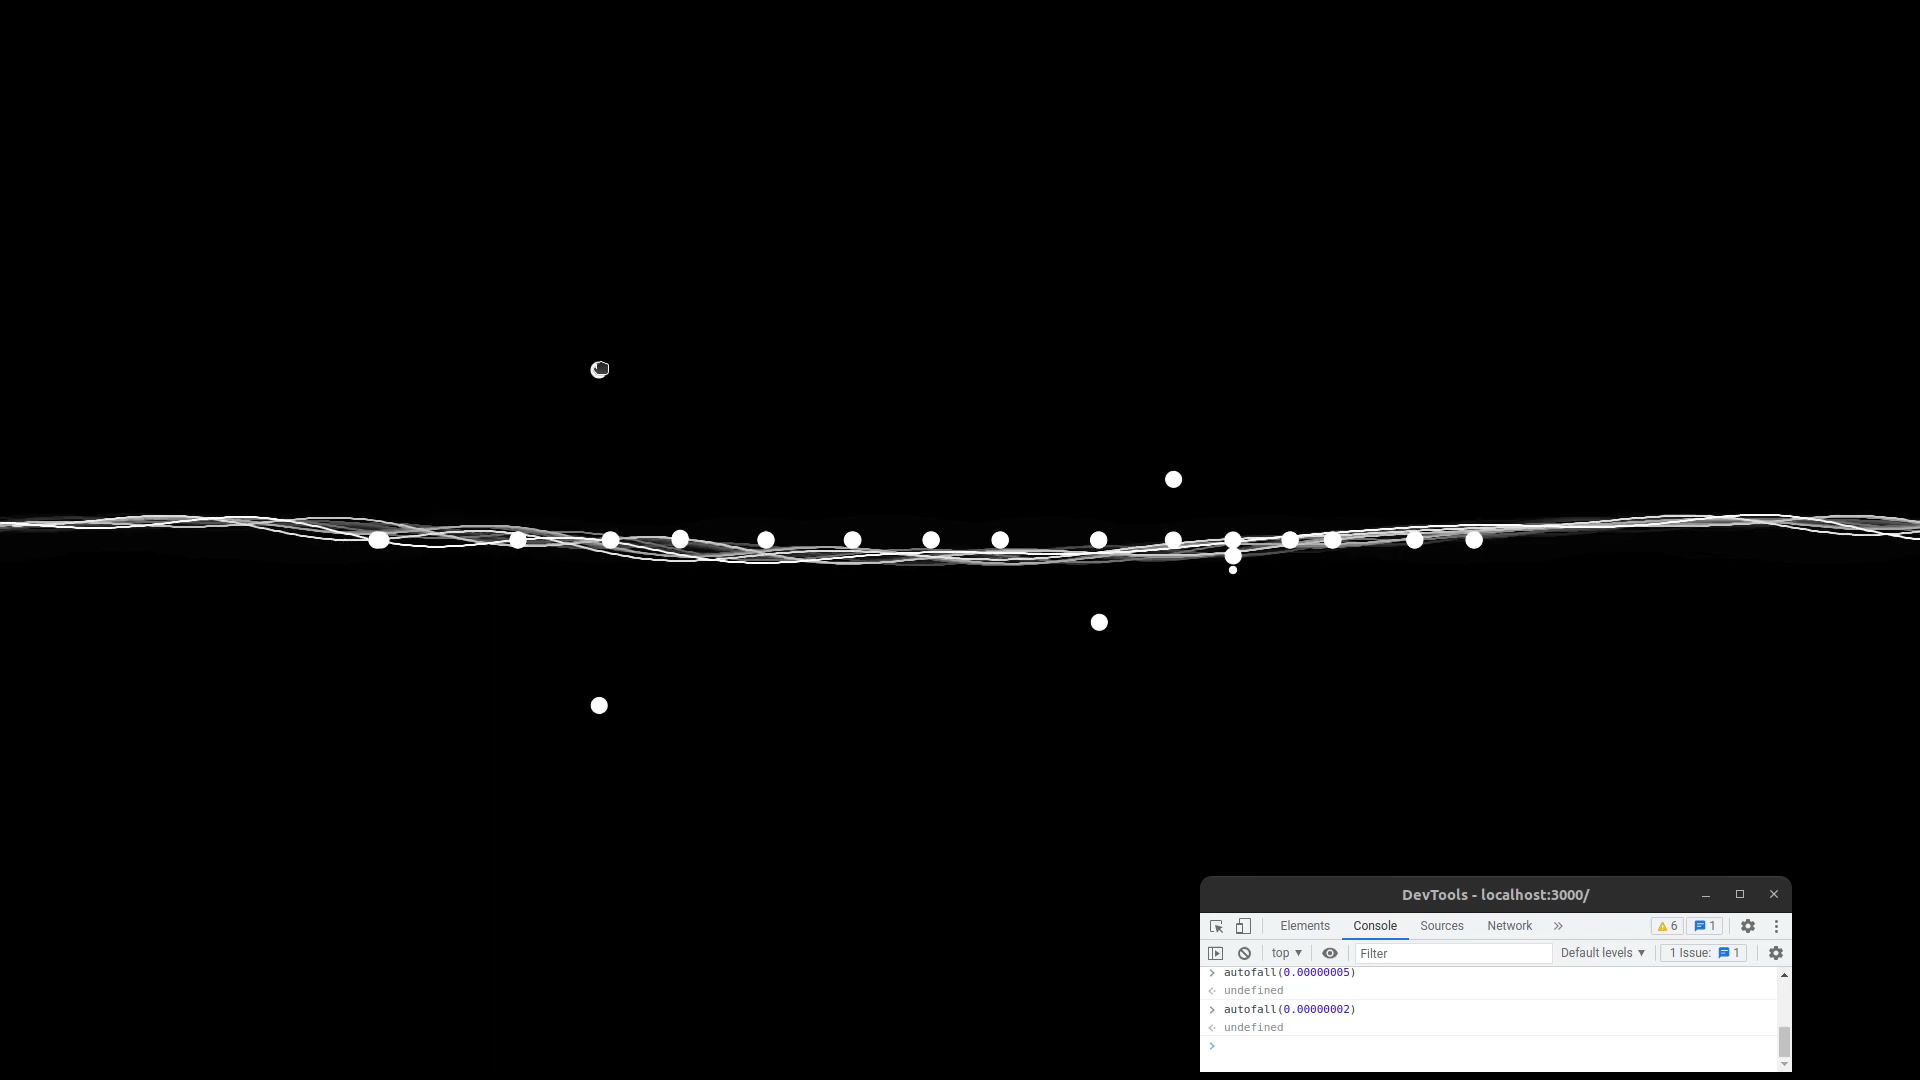 DevTools - localhost:3000/
Elements Console Sources Network 6 1
top Filter Default levels 1 Issue: 1
autofall(0.00000005)
undefined
autofall(0.00000002)
undefined